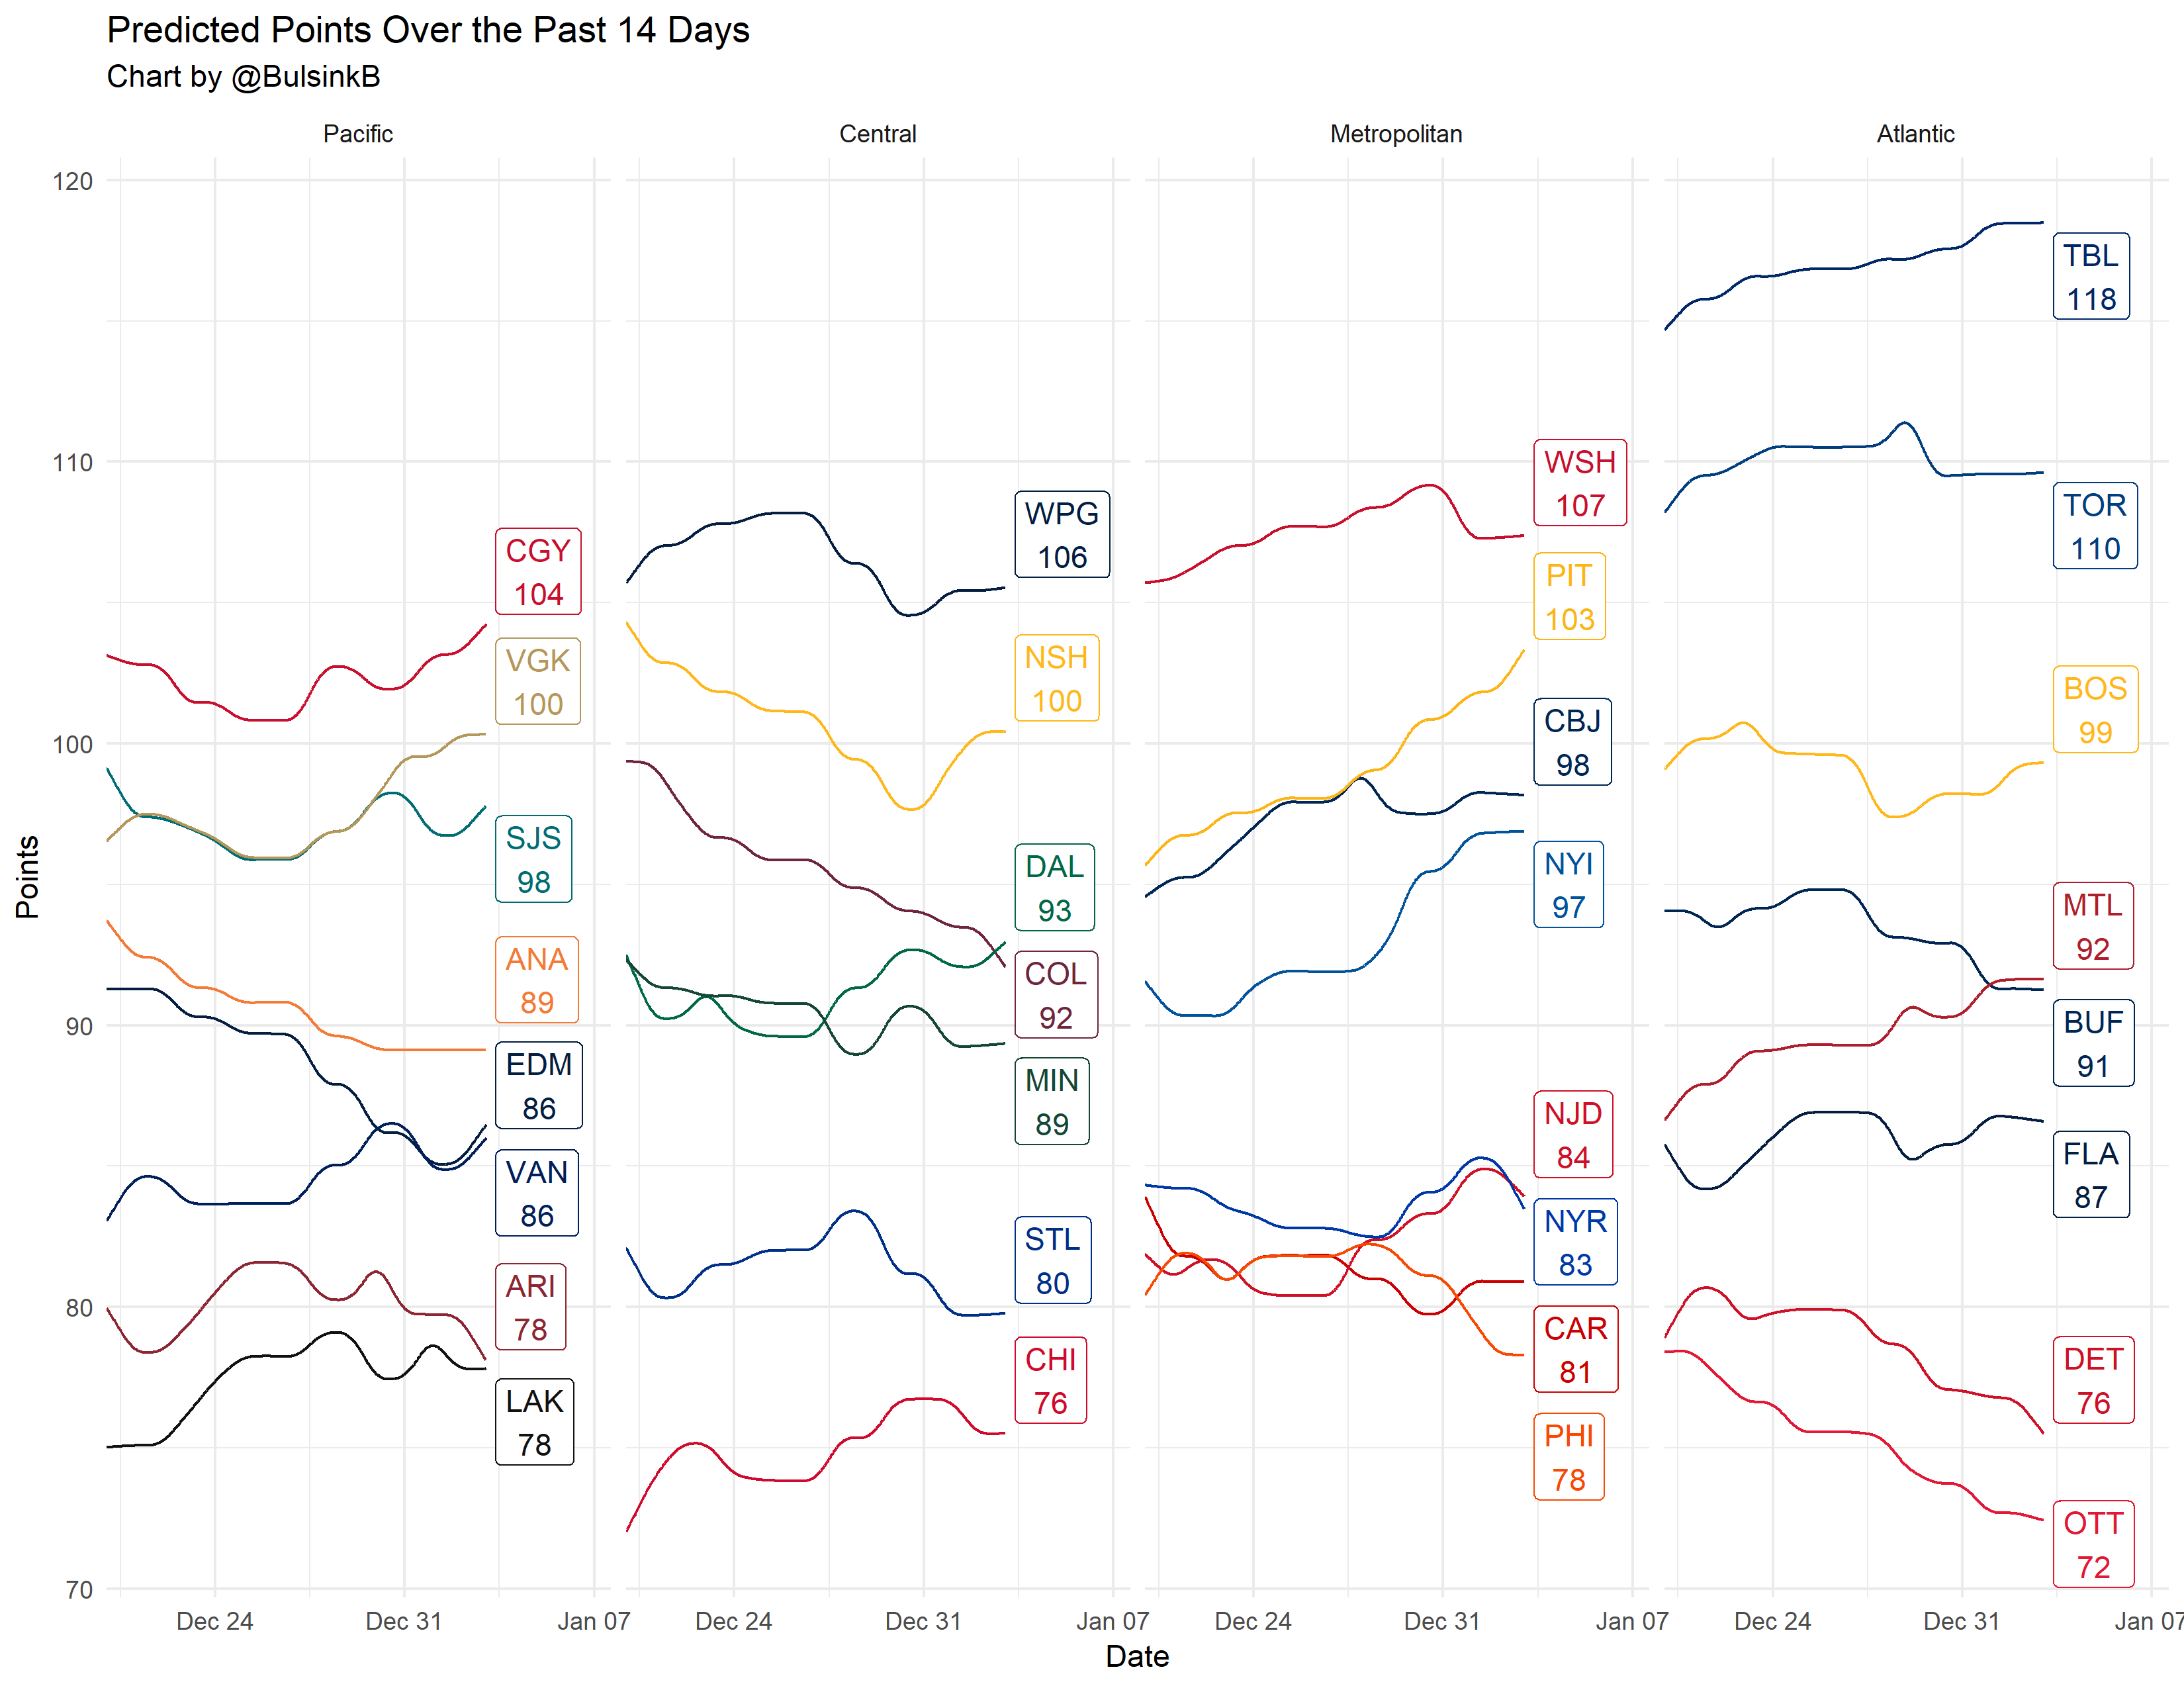 Predicted Points Over the Past 14 Days
Chart by @BulsinkB
Pacific
Central
Metropolitan
Atlantic
Points
120
110
100
90
80
70
CGY
104
VGK
100
SJS
98
ANA
89
EDM
86
VAN
86
ARI
78
LAK
78
WPG
106
NSH
100
DAL
93
COL
92
MIN
89
STL
80
CHI
76
WSH
107
PIT
103
CBJ
98
NYI
97
NJD
84
NYR
83
CAR
81
PHI
78
TBL
118
TOR
110
BOS
99
MTL
92
BUF
91
FLA
87
DET
76
OTT
72
Dec 24
Dec 31
Jan 07
Dec 24
Dec 31
Jan 07
Dec 24
Dec 31
Jan 07
Dec 24
Dec 31
Jan 07
Date